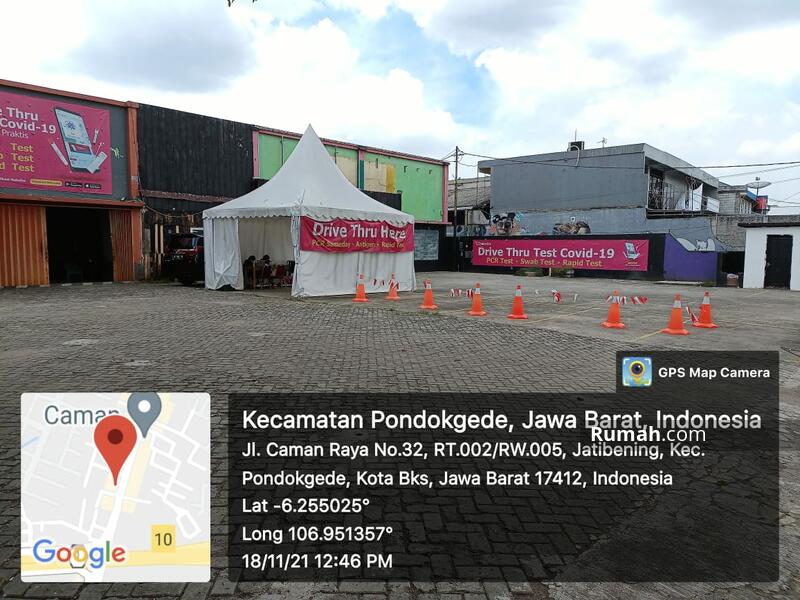 e Thru
Covid-19
Praktis
Test
Test
Test
Drive Thru Here
PCR Sameday - Antigen - Rapid Test
Drive Thru Test Covid-19
PCR Test - Swab Test - Rapid Test
GPS Map Camera
Caman
10
Google
Kecamatan Pondokgede, Jawa Barat, Indonesia
Rumah.com
Jl. Caman Raya No.32, RT.002/RW.005, Jatibening, Kec.
Pondokgede, Kota Bks, Jawa Barat 17412, Indonesia
Lat -6.255025°
Long 106.951357°
18/11/21 12:46 PM